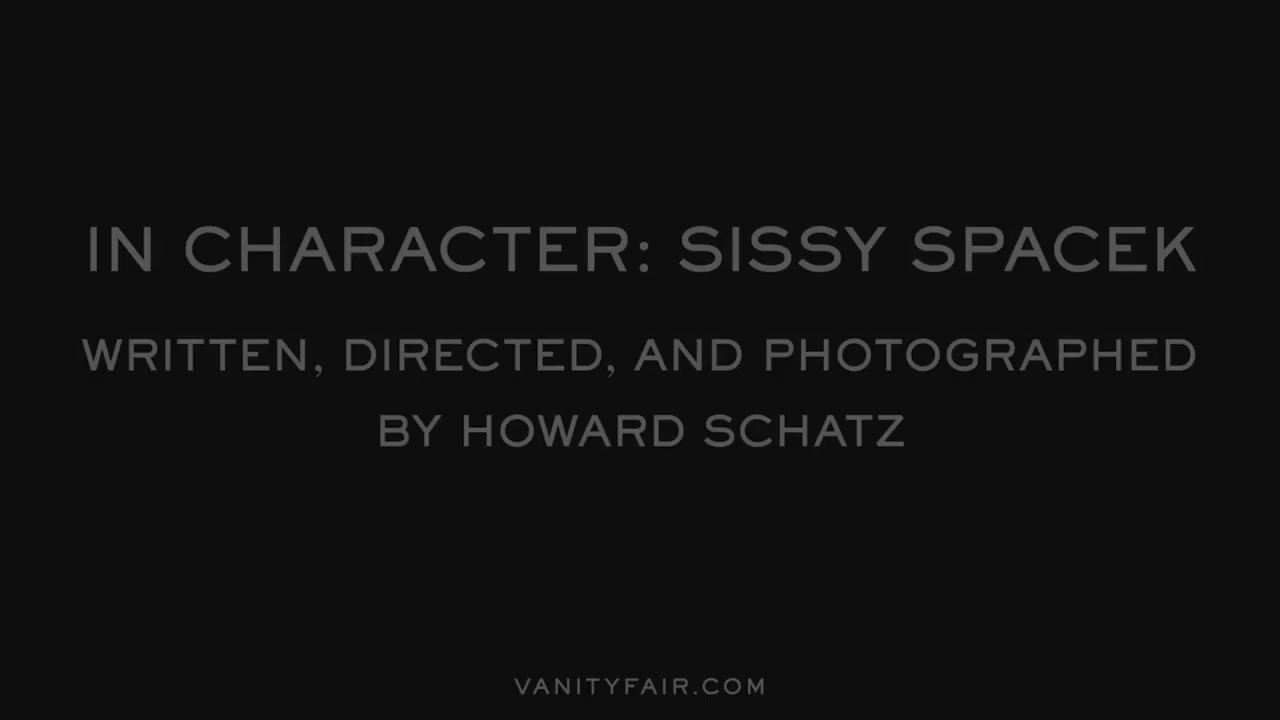 IN CHARACTER: SISSY SPACEK
WRITTEN, DIRECTED, AND PHOTOGRAPHED
BY HOWARD SCHATZ
VANITYFAIR.COM